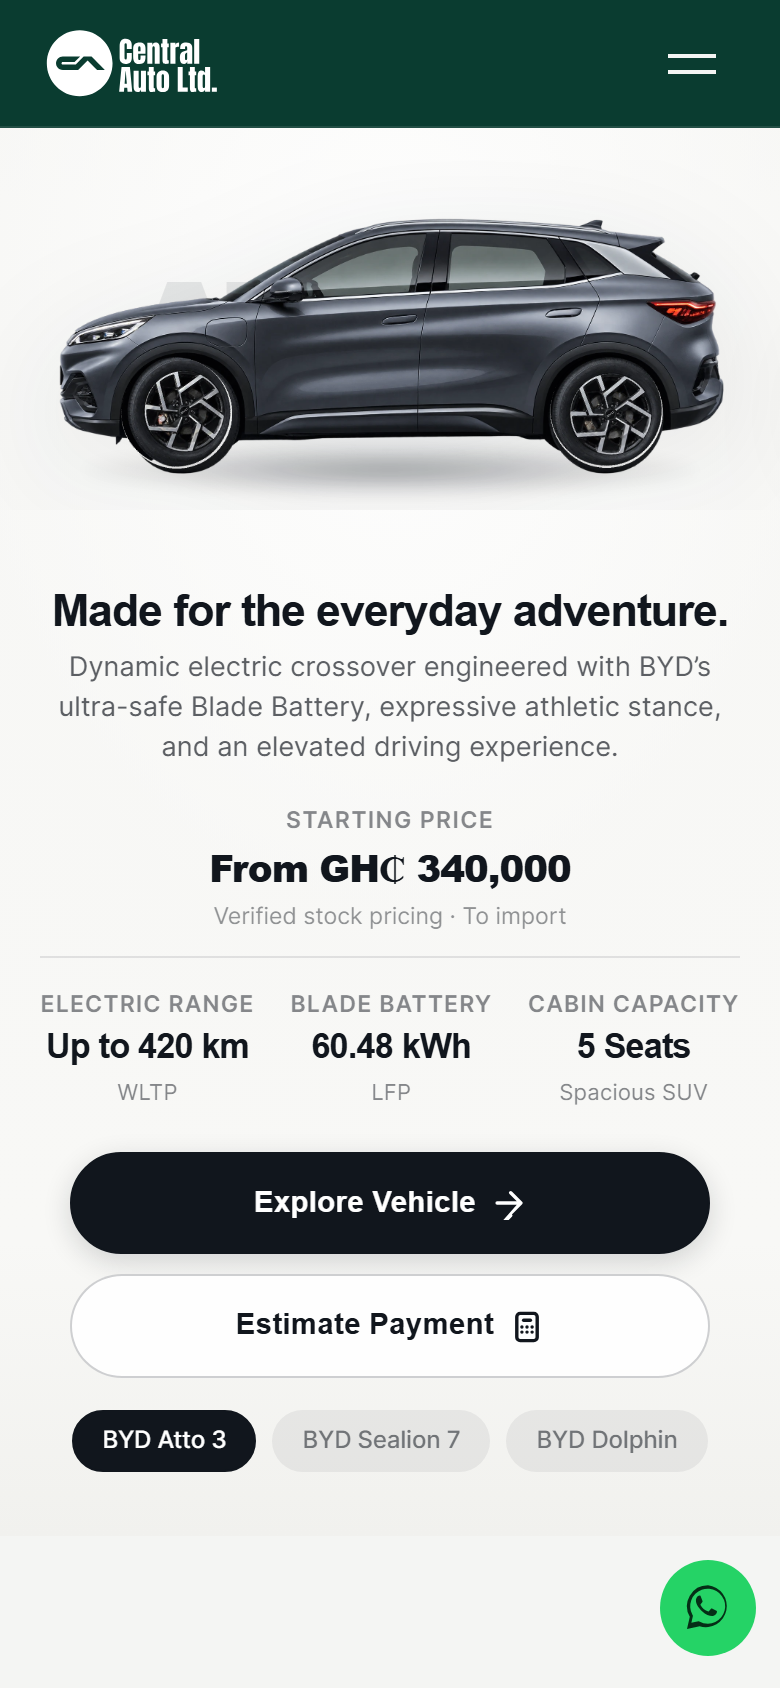 Central
Auto Ltd.
Made for the everyday adventure.
Dynamic electric crossover engineered with BYD’s
ultra-safe Blade Battery, expressive athletic stance,
and an elevated driving experience.
STARTING PRICE
From GH₵ 340,000
Verified stock pricing · To import
ELECTRIC RANGE
Up to 420 km
WLTP
BLADE BATTERY
60.48 kWh
LFP
CABIN CAPACITY
5 Seats
Spacious SUV
Explore Vehicle
Estimate Payment
BYD Atto 3
BYD Sealion 7
BYD Dolphin